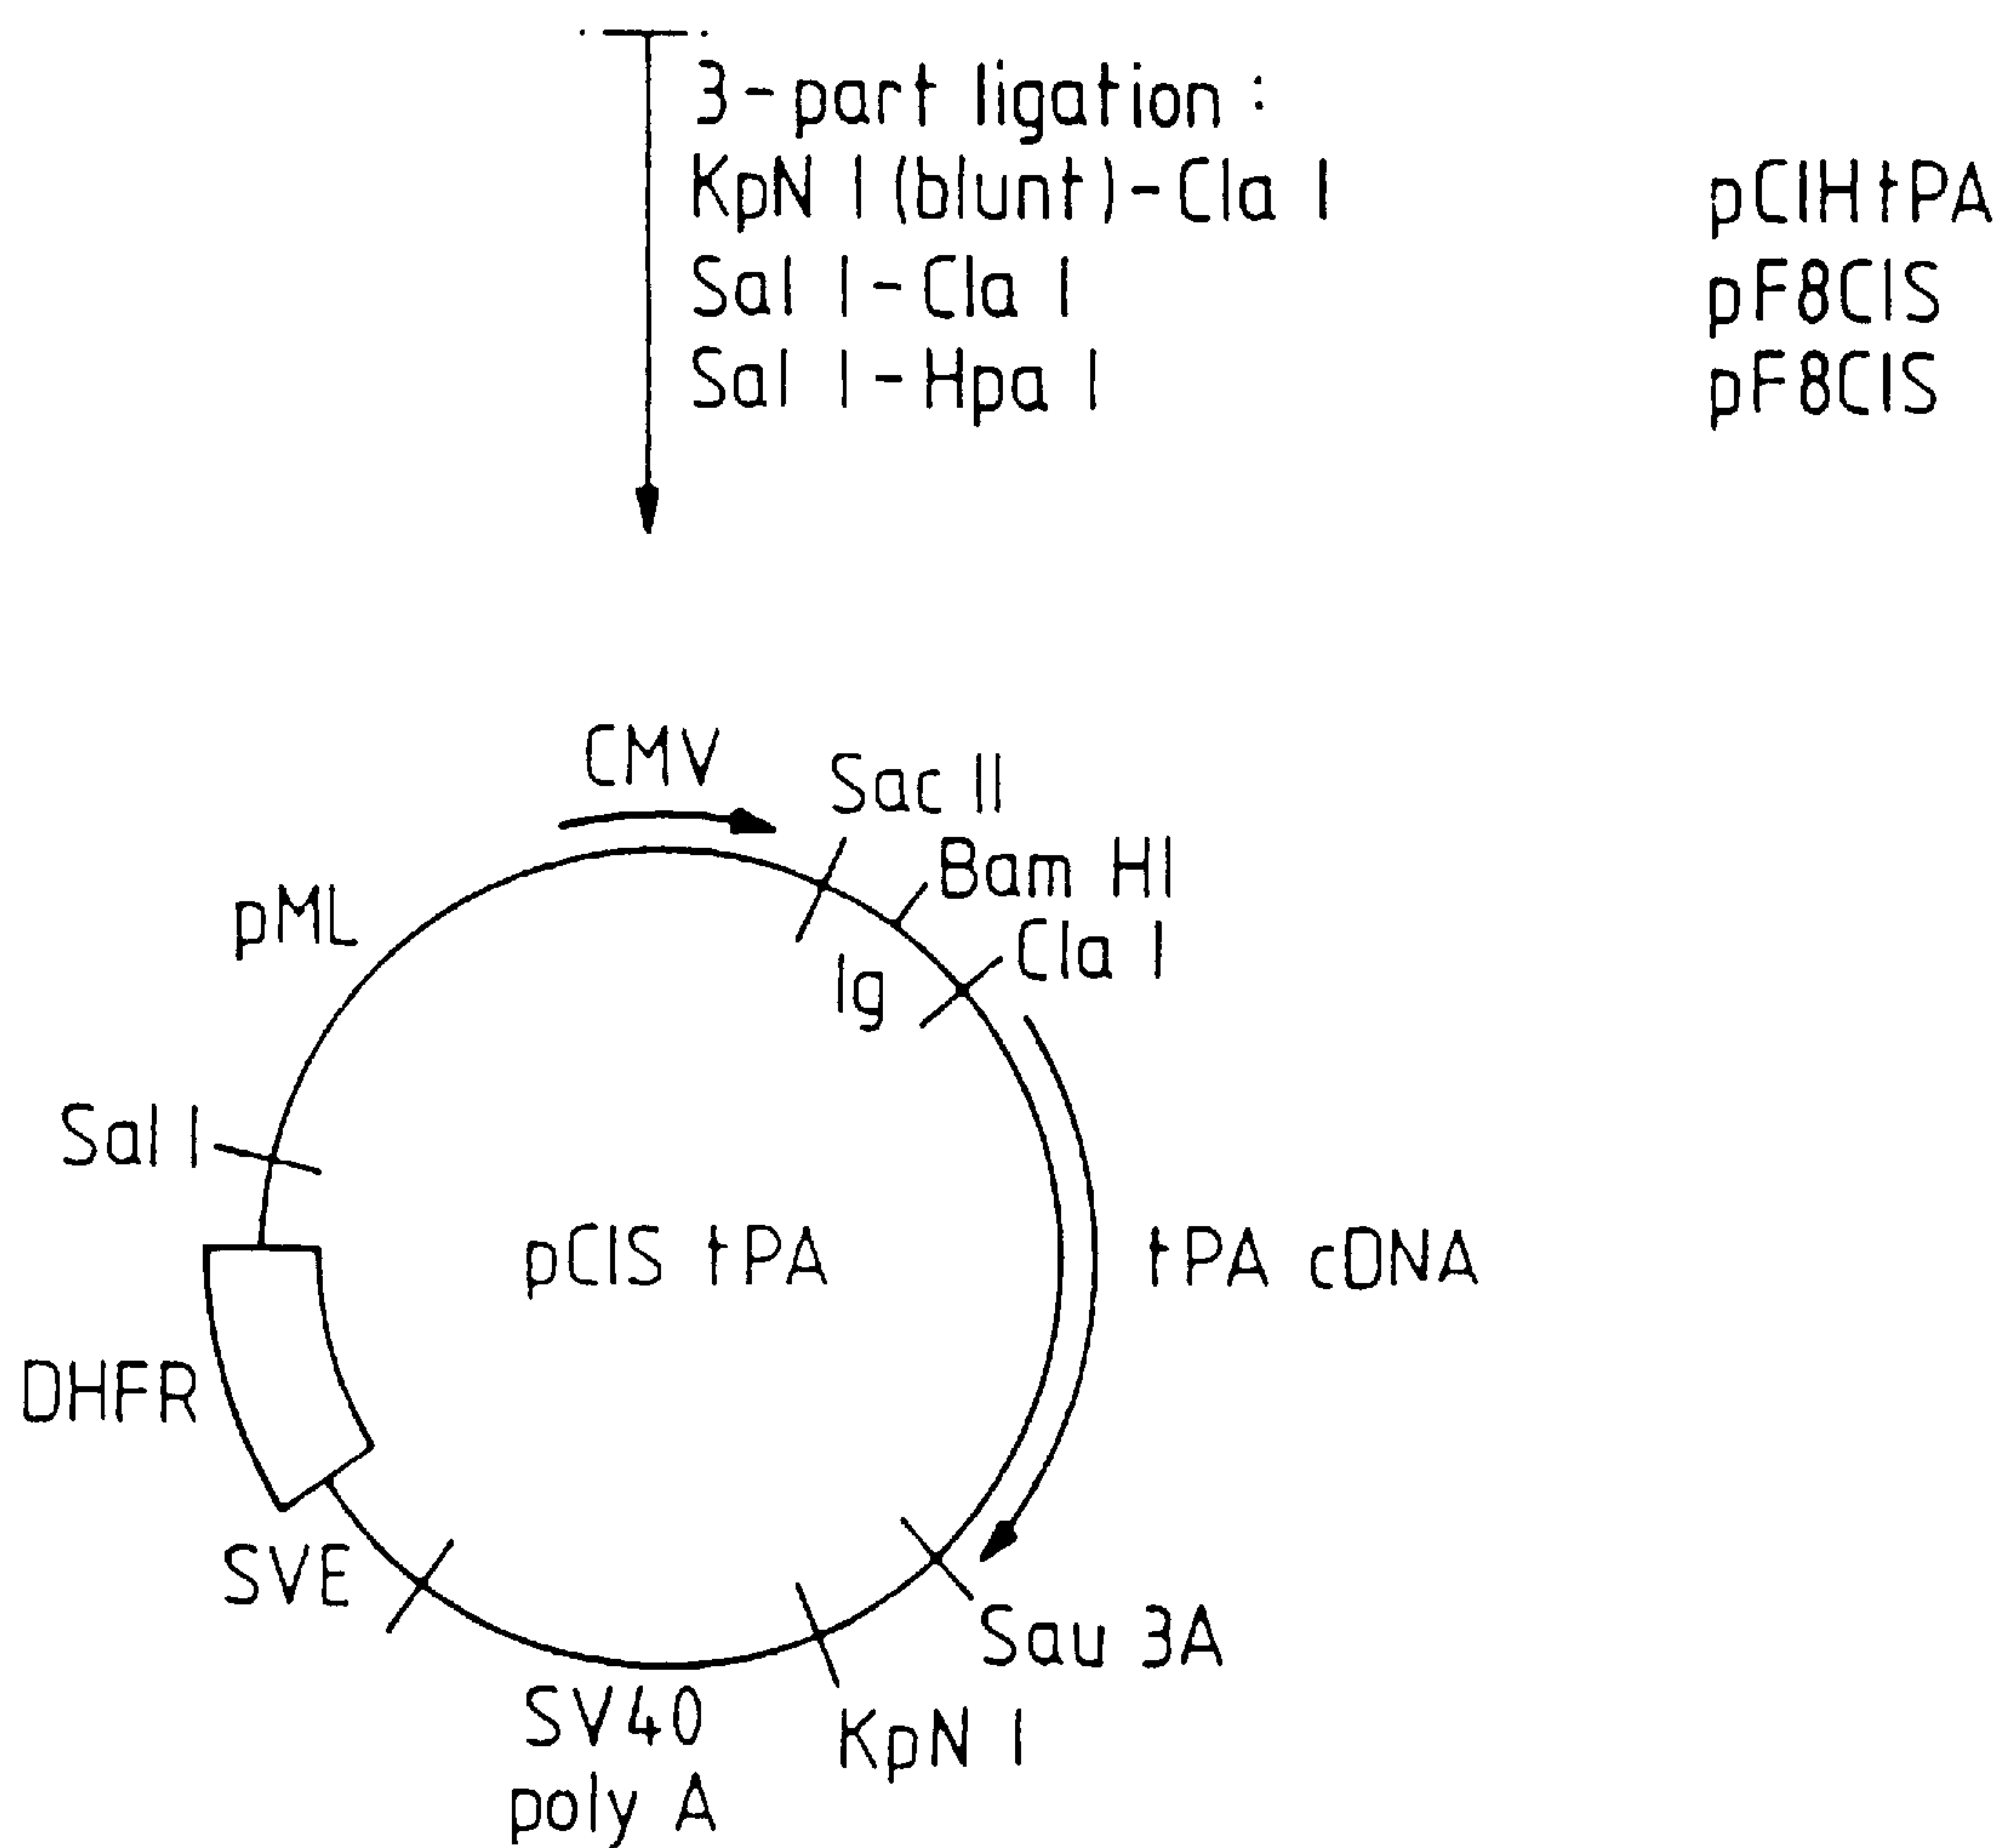 3-part ligation:
KpN I (blunt)-Cla I pCIHtPA
Sal I-Cla I pF8CIS
Sal I-Hpa I pF8CIS
CMV
Sac II
Bam HI
Cla I
pML
Ig
Sal I
pCIS tPA
tPA cDNA
DHFR
SVE
Sau 3A
SV40
poly A
KpN I